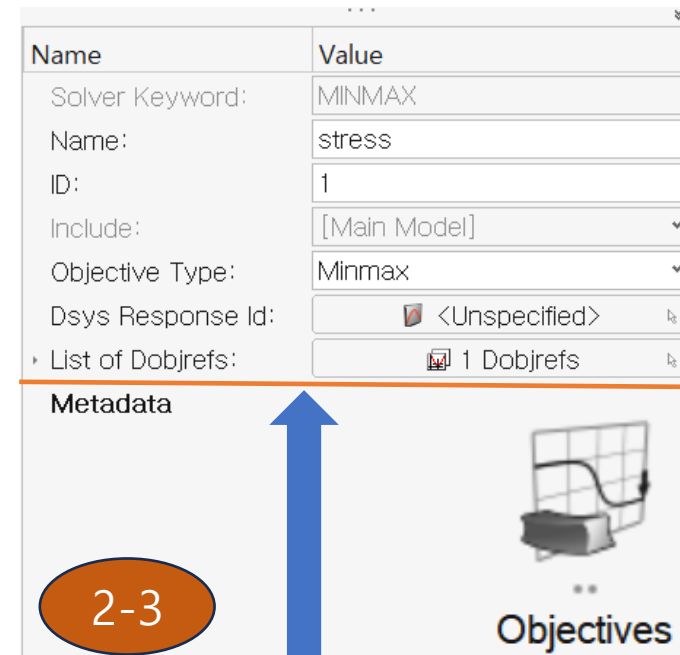 Name Value
Solver Keyword: MINMAX
Name: stress
ID: 1
Include: [Main Model]
Objective Type: Minmax
Dsys Response Id: <Unspecified>
List of Dobjrefs: 1 Dobjrefs
Metadata
2-3
Objectives